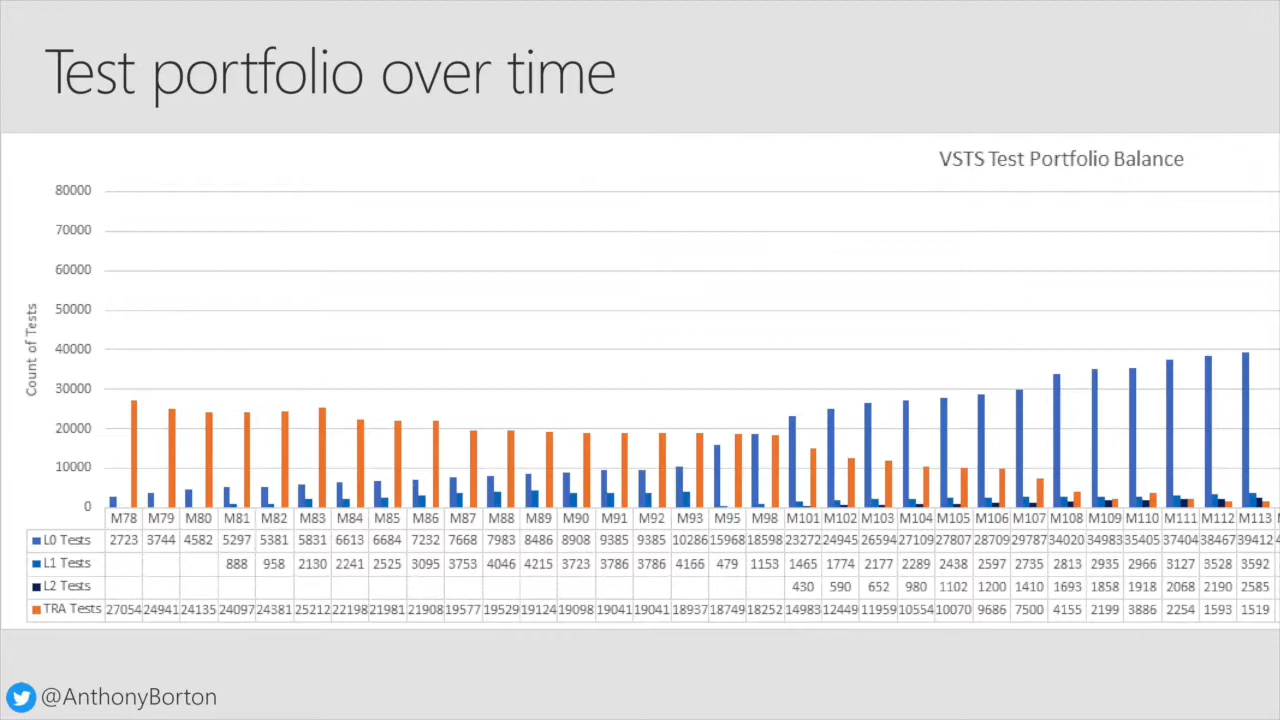 Test portfolio over time
VSTS Test Portfolio Balance
80000
70000
60000
50000
40000
30000
20000
10000
0
Count of Tests
M78 M79 M80 M81 M82 M83 M84 M85 M86 M87 M88 M89 M90 M91 M92 M93 M95 M98 M101 M102 M103 M104 M105 M106 M107 M108 M109 M110 M111 M112 M113
L0 Tests 2723 3744 4582 5297 5381 5831 6613 6684 7232 7668 7983 8486 8908 9385 9385 10286 15968 18598 23272 24945 26594 27109 27807 28709 29787 34020 34983 35405 37404 38467 39412
L1 Tests 888 958 2130 2241 2525 3095 3753 4046 4215 3723 3786 3786 4166 479 1153 1465 1774 2177 2289 2438 2597 2735 2813 2935 2966 3127 3528 3592
L2 Tests 430 590 652 980 1102 1200 1410 1693 1858 1918 2068 2190 2585
TRA Tests 27054 24941 24135 24097 24381 25212 22198 21981 21908 19577 19529 19124 19098 19041 19041 18937 18749 18252 14983 12449 11959 10554 10070 9686 7500 4155 2199 3886 2254 1593 1519
@AnthonyBorton